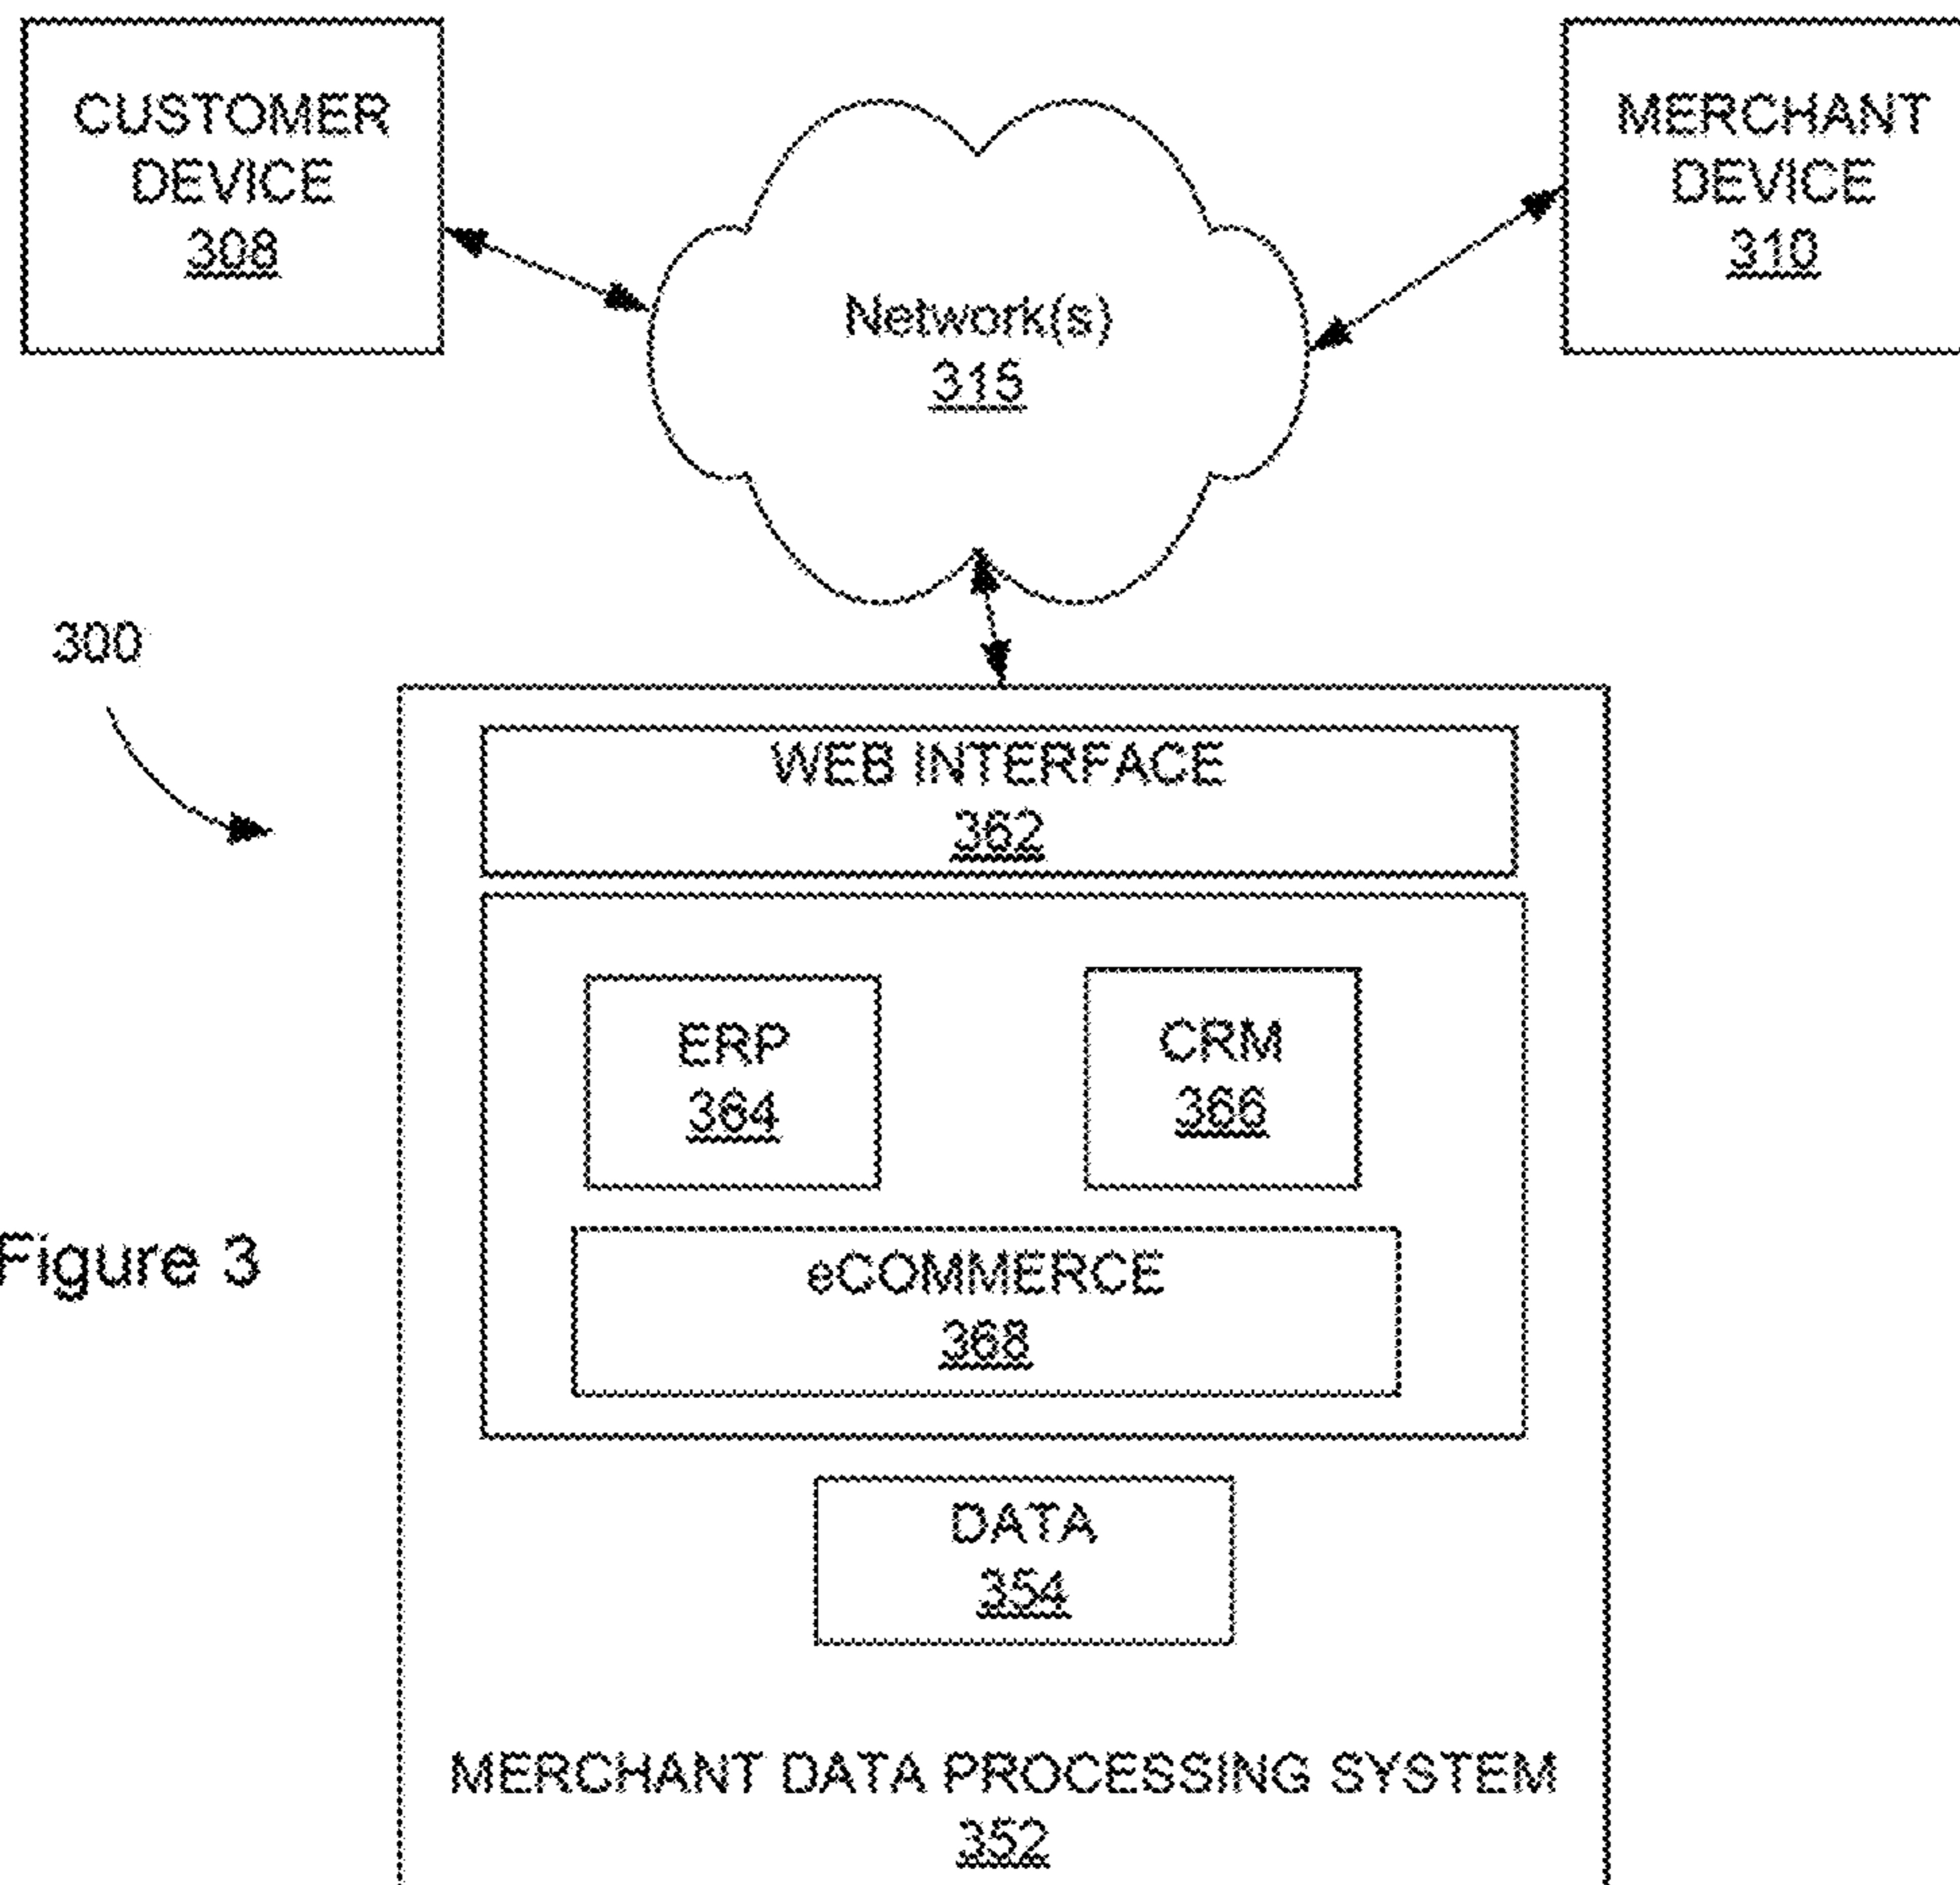 CUSTOMER
DEVICE
308
MERCHANT
DEVICE
310
Network(s)
315
300
WEB INTERFACE
362
ERP
364
CRM
366
eCOMMERCE
368
Figure 3
DATA
354
MERCHANT DATA PROCESSING SYSTEM
352